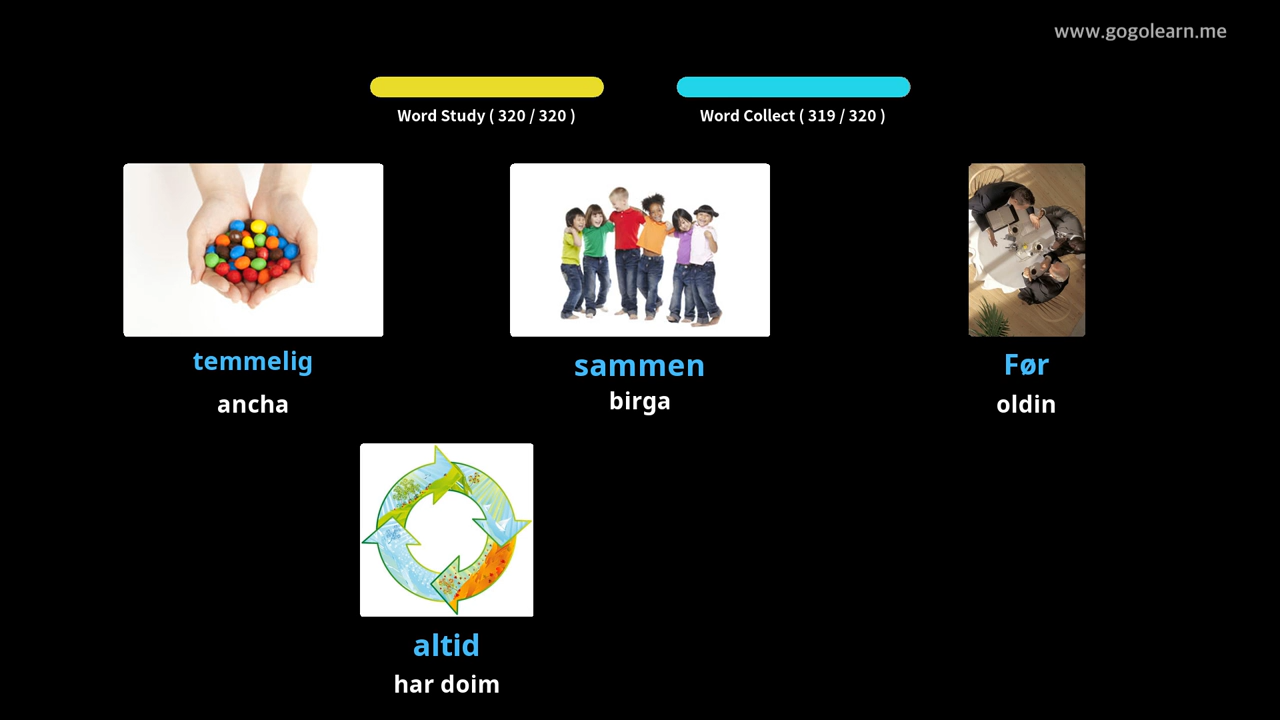 www.gogolearn.me
Word Study ( 320 / 320 )
Word Collect ( 319 / 320 )
temmelig
ancha
sammen
birga
Før
oldin
altid
har doim